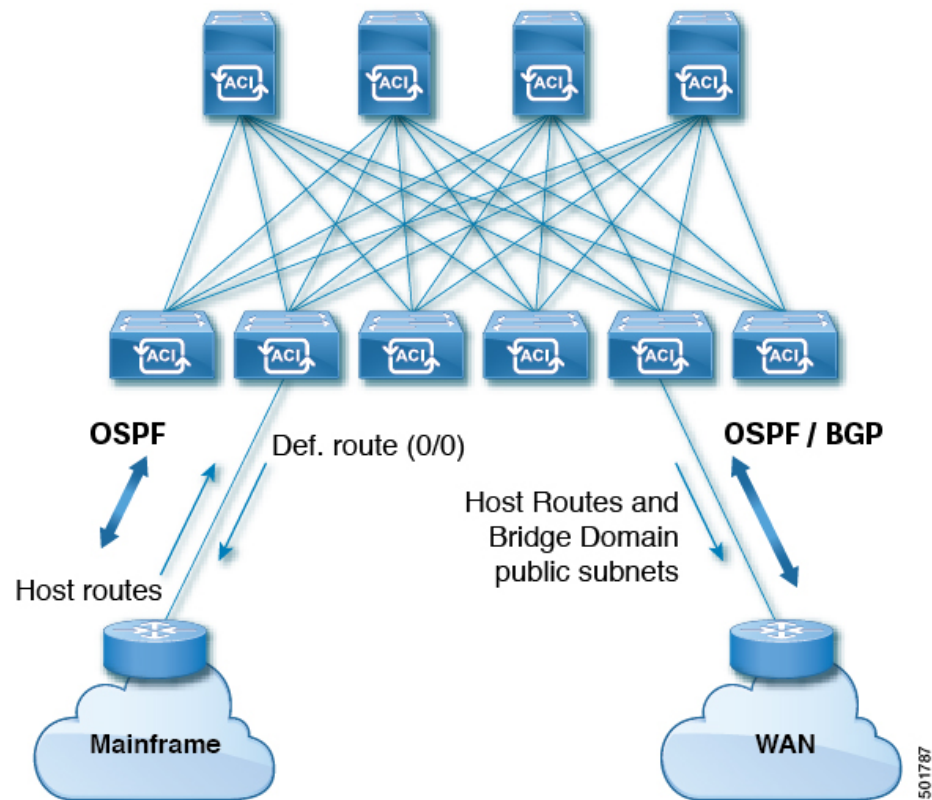 ACI
ACI
ACI
ACI
ACI
ACI
ACI
ACI
ACI
ACI
OSPF
Def. route (0/0)
OSPF / BGP
Host Routes and
Bridge Domain
public subnets
Host routes
Mainframe
WAN
501787